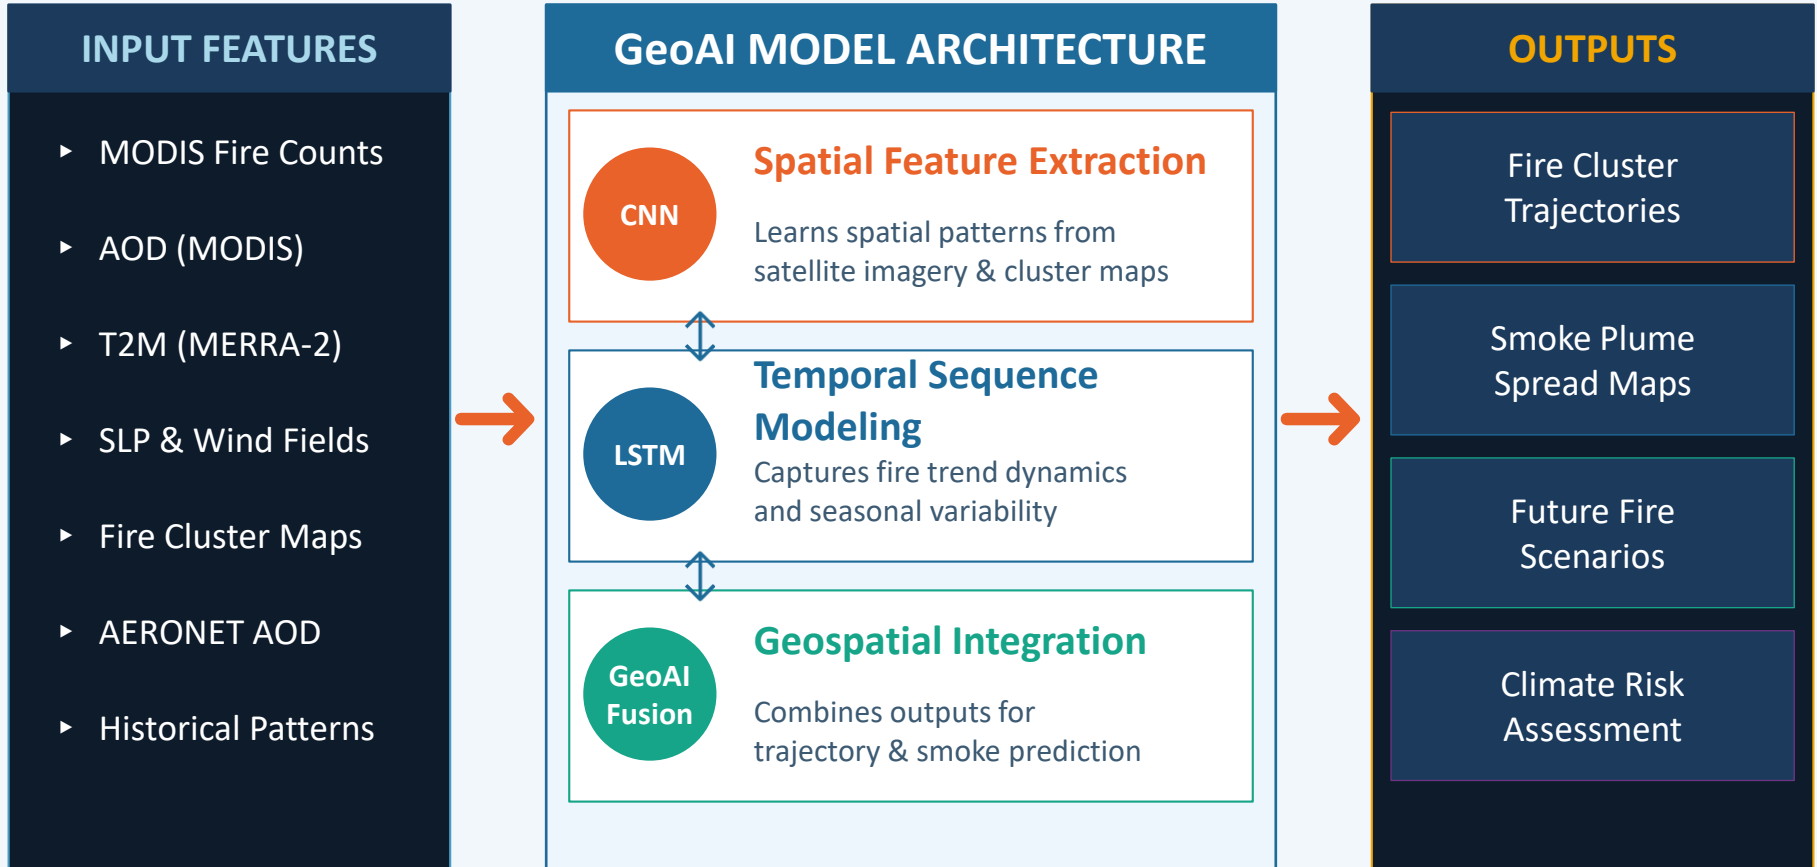 INPUT FEATURES
▸ MODIS Fire Counts
▸ AOD (MODIS)
▸ T2M (MERRA-2)
▸ SLP & Wind Fields
▸ Fire Cluster Maps
▸ AERONET AOD
▸ Historical Patterns
GeoAI MODEL ARCHITECTURE
CNN
Spatial Feature Extraction
Learns spatial patterns from
satellite imagery & cluster maps
LSTM
Temporal Sequence
Modeling
Captures fire trend dynamics
and seasonal variability
GeoAI
Fusion
Geospatial Integration
Combines outputs for
trajectory & smoke prediction
OUTPUTS
Fire Cluster
Trajectories
Smoke Plume
Spread Maps
Future Fire
Scenarios
Climate Risk
Assessment